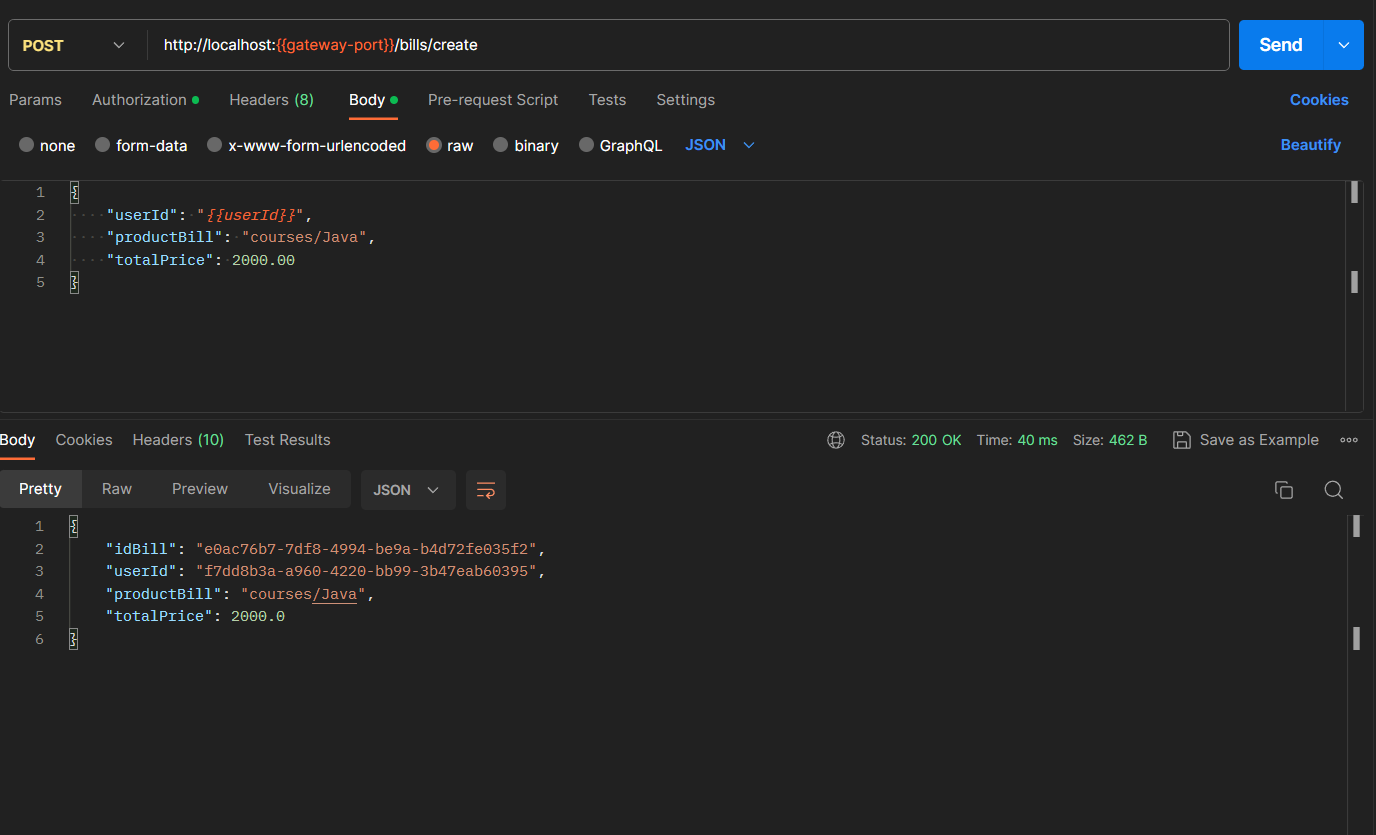 POST http://localhost:{{gateway-port}}/bills/create Send
Params Authorization Headers (8) Body Pre-request Script Tests Settings Cookies
none form-data x-www-form-urlencoded raw binary GraphQL JSON Beautify
1 {
2 "userId": "{{userId}}",
3 "productBill": "courses/Java",
4 "totalPrice": 2000.00
5 }
Body Cookies Headers (10) Test Results Status: 200 OK Time: 40 ms Size: 462 B Save as Example
Pretty Raw Preview Visualize JSON
1 {
2 "idBill": "e0ac76b7-7df8-4994-be9a-b4d72fe035f2",
3 "userId": "f7dd8b3a-a960-4220-bb99-3b47eab60395",
4 "productBill": "courses/Java",
5 "totalPrice": 2000.0
6 }